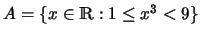 A = {x ∈ ℝ : 1 ≤ x³ < 9}